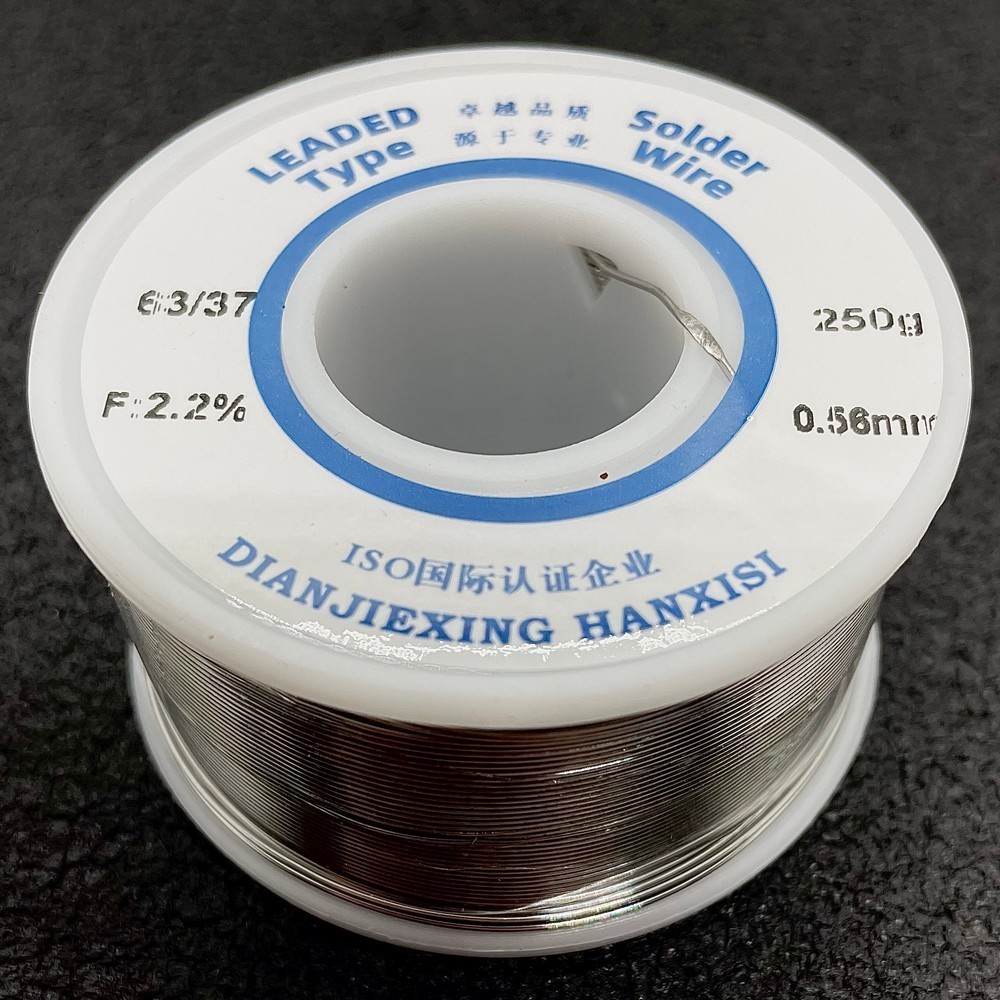 LEADED
Type
卓越品质
源于专业
Solder
Wire
63/37
250g
F:2.2%
0.56mm
ISO国际认证企业
DIANJIEXING HANXISI